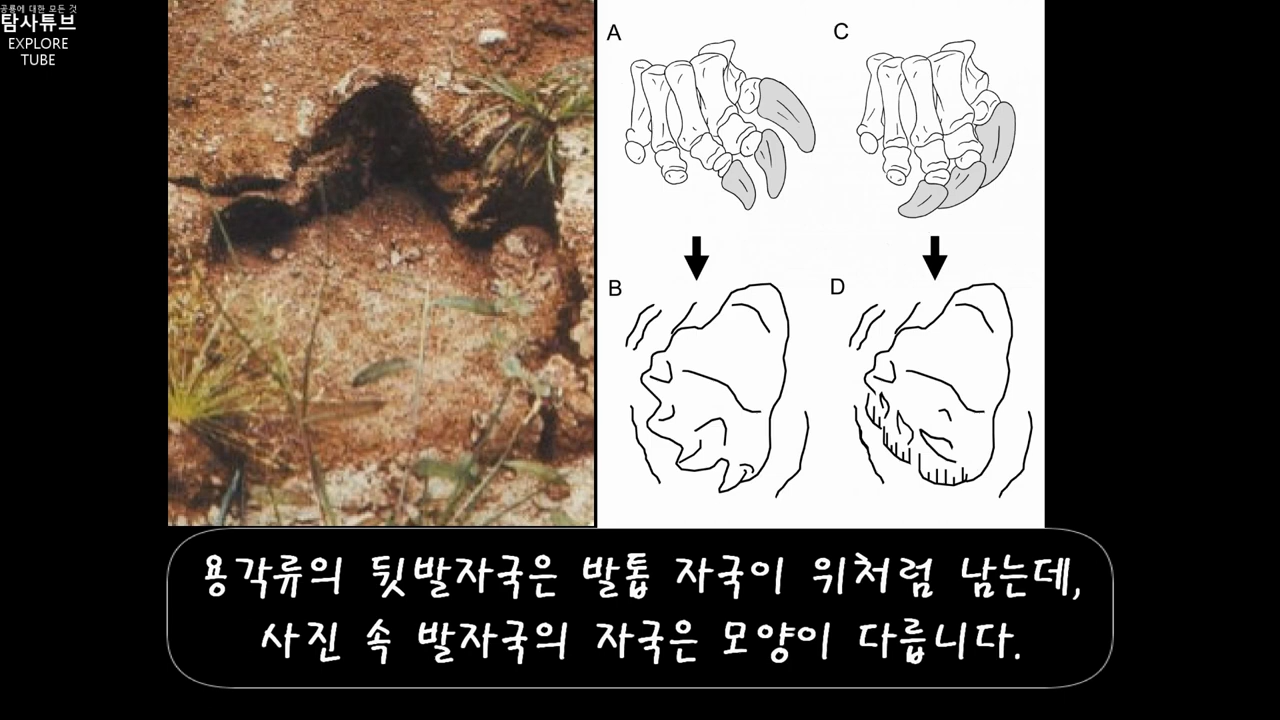 공룡에 대한 모든 것
탐사튜브
EXPLORE
TUBE
A
C
B
D
용각류의 뒷발자국은 발톱 자국이 위처럼 남는데,
사진 속 발자국의 자국은 모양이 다릅니다.